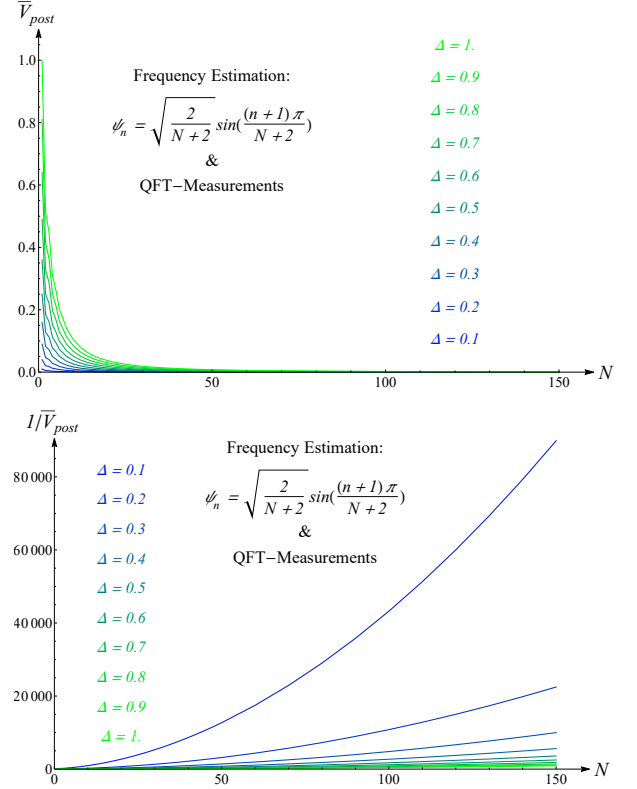 V̅post
Frequency Estimation:
ψn = √(2/(N+2)) sin((n+1)π/(N+2))
&
QFT−Measurements
Δ = 1.
Δ = 0.9
Δ = 0.8
Δ = 0.7
Δ = 0.6
Δ = 0.5
Δ = 0.4
Δ = 0.3
Δ = 0.2
Δ = 0.1
1.0
0.8
0.6
0.4
0.2
0.0
0 50 100 150 N
1/V̅post
Frequency Estimation:
ψn = √(2/(N+2)) sin((n+1)π/(N+2))
&
QFT−Measurements
Δ = 0.1
Δ = 0.2
Δ = 0.3
Δ = 0.4
Δ = 0.5
Δ = 0.6
Δ = 0.7
Δ = 0.8
Δ = 0.9
Δ = 1.
80 000
60 000
40 000
20 000
0
0 50 100 150 N